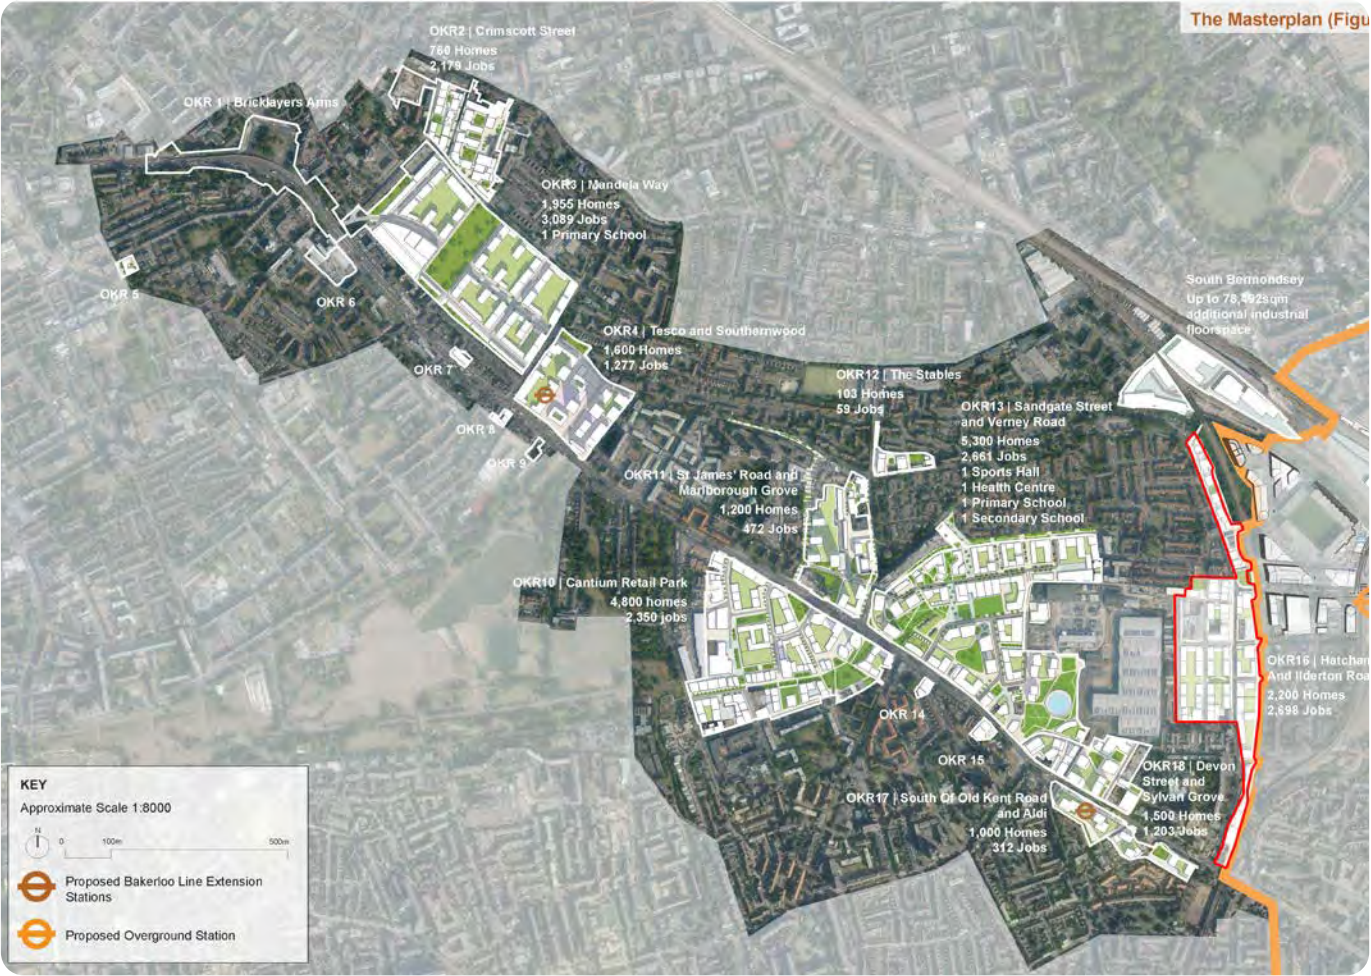 The Masterplan (Figu
OKR2 | Crimscott Street
760 Homes
2,179 Jobs
OKR 1 | Bricklayers Arms
OKR3 | Mandela Way
1,955 Homes
3,089 Jobs
1 Primary School
OKR 5
OKR 6
South Bermondsey
Up to 78,492sqm
additional industrial
floorspace
OKR4 | Tesco and Southernwood
1,600 Homes
1,277 Jobs
OKR 7
OKR12 | The Stables
103 Homes
59 Jobs
OKR 8
OKR 9
OKR13 | Sandgate Street
and Verney Road
5,300 Homes
2,661 Jobs
1 Sports Hall
1 Health Centre
1 Primary School
1 Secondary School
OKR11 | St James' Road and
Marlborough Grove
1,200 Homes
472 Jobs
OKR10 | Cantium Retail Park
4,800 homes
2,350 jobs
OKR16 | Hatcham
And Ilderton Roa
2,200 Homes
2,698 Jobs
OKR 14
OKR 15
OKR18 | Devon
Street and
Sylvan Grove
1,500 Homes
1,203 Jobs
OKR17 | South Of Old Kent Road
and Aldi
1,000 Homes
312 Jobs
KEY
Approximate Scale 1:8000
N
0 100m 500m
Proposed Bakerloo Line Extension
Stations
Proposed Overground Station